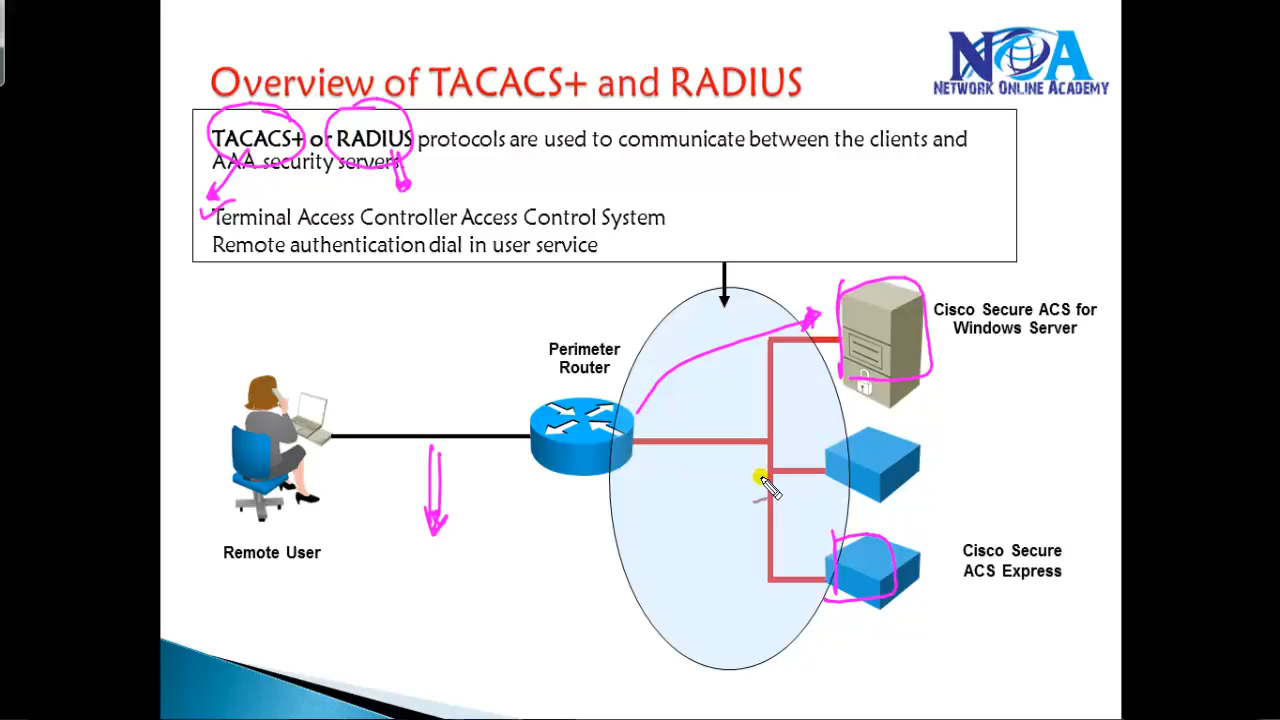 NOA
NETWORK ONLINE ACADEMY
Overview of TACACS+ and RADIUS
TACACS+ or RADIUS protocols are used to communicate between the clients and
AAA security servers
Terminal Access Controller Access Control System
Remote authentication dial in user service
Cisco Secure ACS for
Windows Server
Perimeter
Router
Remote User
Cisco Secure
ACS Express